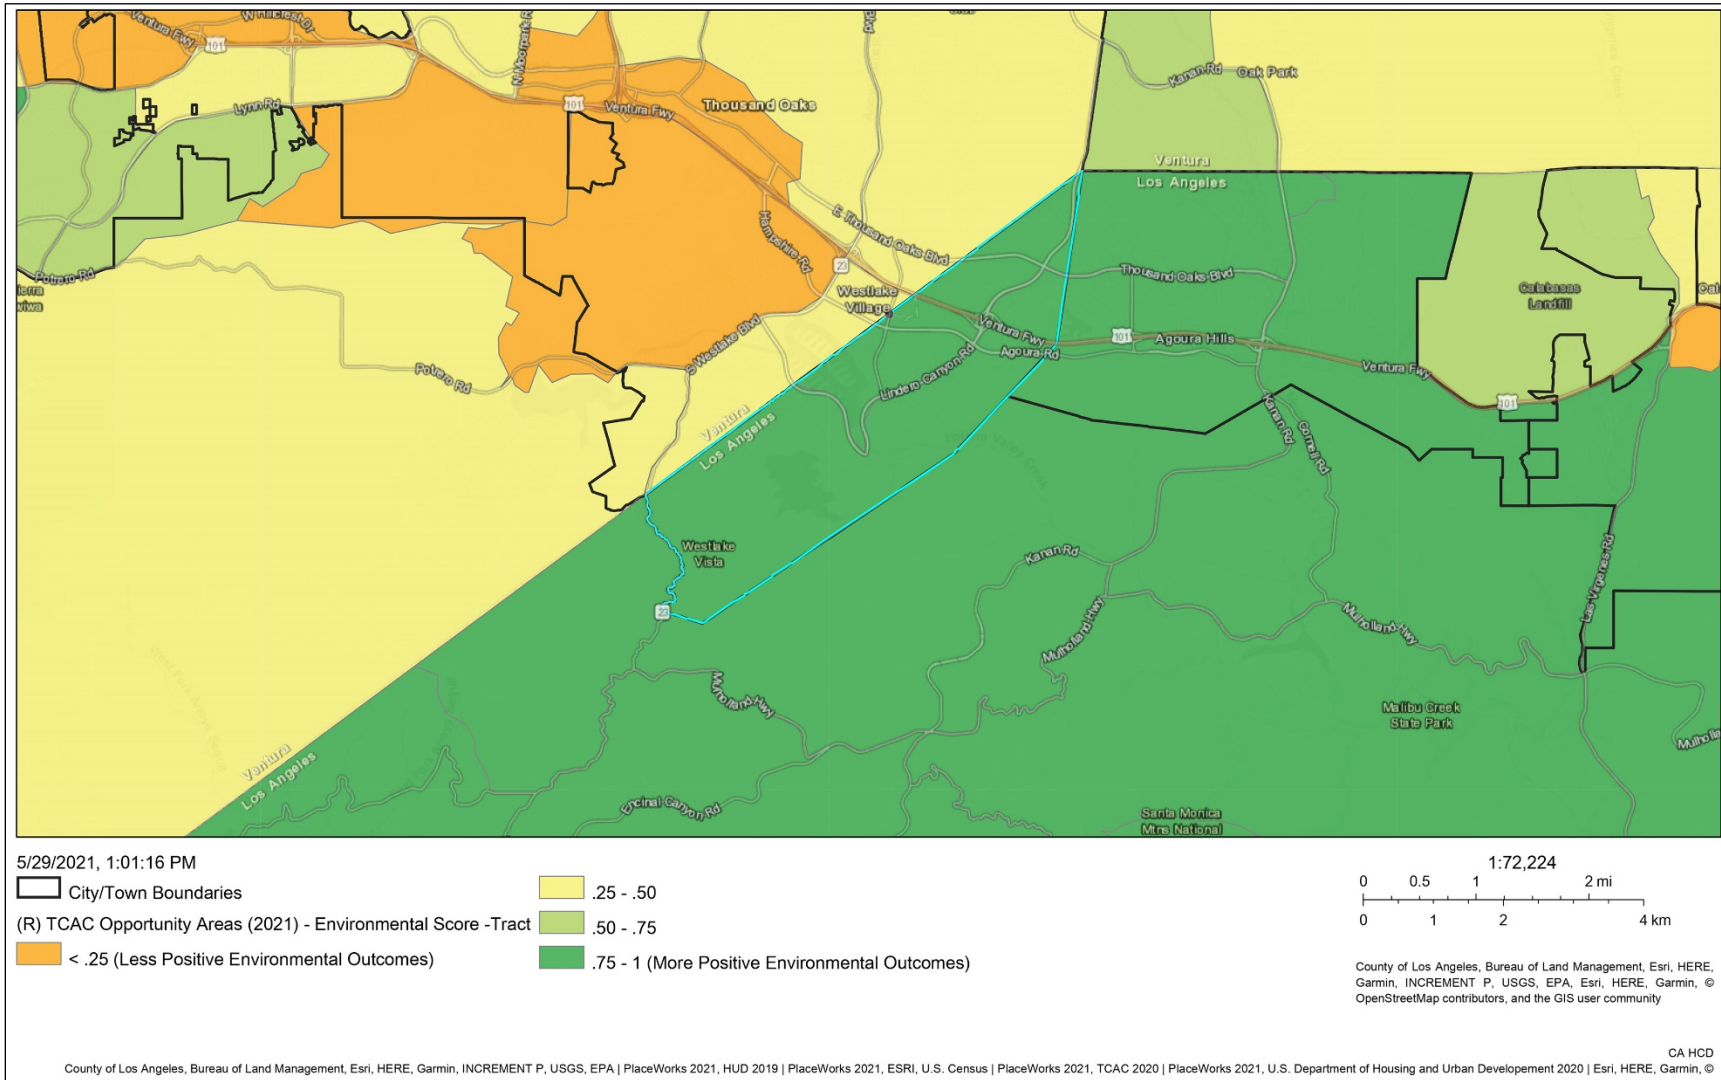 W Hillcrest Dr
Ventura Fwy
101
N Moorpark R
Kanan Rd
Oak Park
Lynn Rd
101
Ventura Fwy
Thousand Oaks
Ventura
Los Angeles
Hampshire Rd
E Thousand Oaks Blvd
23
Potrero Rd
ierra
wiwa
Thousand Oaks Blvd
Westlake
Village
Calabasas
Landfill
Cal
Ventura Fwy
Agoura Rd
101
Agoura Hills
Ventura Fwy
S Westlake Blvd
Potrero Rd
Lindero Canyon Rd
101
Ventura
Los Angeles
Kanan Rd
Cornell Rd
Westlake
Vista
Kanan Rd
Las Virgenes Rd
23
Mulholland Hwy
Mulholland Hwy
Mulholland Hwy
Malibu Creek
State Park
Mulholla
Ventura
Los Angeles
Encinal Canyon Rd
Santa Monica
Mtns National
5/29/2021, 1:01:16 PM
City/Town Boundaries
(R) TCAC Opportunity Areas (2021) - Environmental Score -Tract
< .25 (Less Positive Environmental Outcomes)
.25 - .50
.50 - .75
.75 - 1 (More Positive Environmental Outcomes)
1:72,224
0 0.5 1 2 mi
0 1 2 4 km
County of Los Angeles, Bureau of Land Management, Esri, HERE,
Garmin, INCREMENT P, USGS, EPA, Esri, HERE, Garmin, ©
OpenStreetMap contributors, and the GIS user community
CA HCD
County of Los Angeles, Bureau of Land Management, Esri, HERE, Garmin, INCREMENT P, USGS, EPA | PlaceWorks 2021, HUD 2019 | PlaceWorks 2021, ESRI, U.S. Census | PlaceWorks 2021, TCAC 2020 | PlaceWorks 2021, U.S. Department of Housing and Urban Developement 2020 | Esri, HERE, Garmin, ©